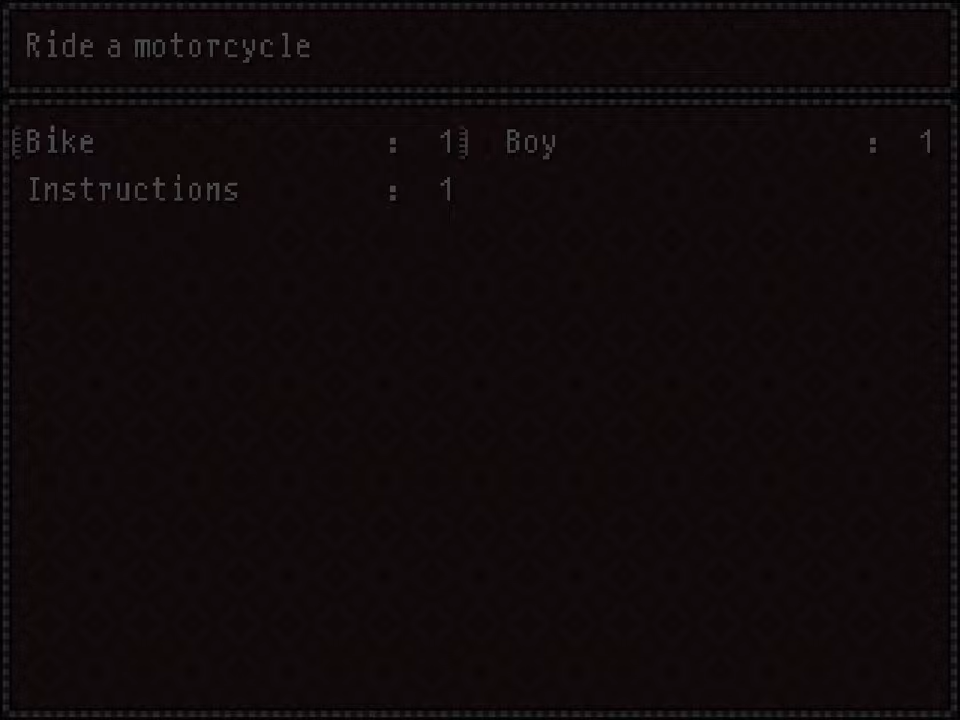 Ride a motorcycle
Bike : 1 Boy : 1
Instructions : 1